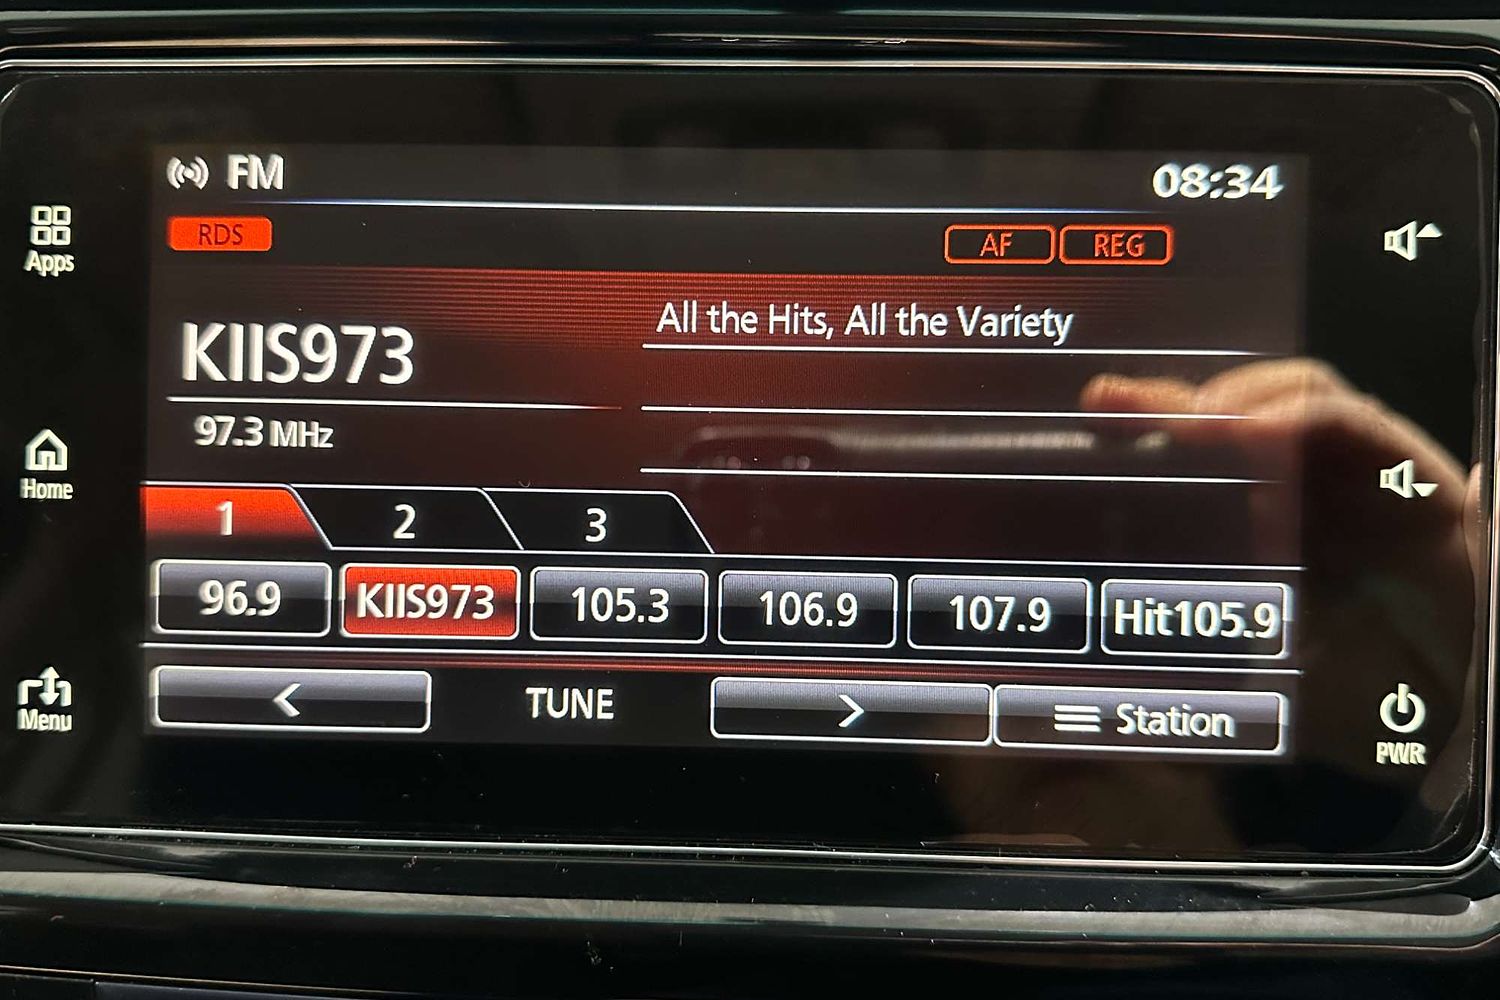 FM
08:34
RDS
AF
REG
Apps
KIIS973
All the Hits, All the Variety
97.3 MHz
Home
1
2
3
96.9
KIIS973
105.3
106.9
107.9
Hit105.9
TUNE
Station
Menu
PWR